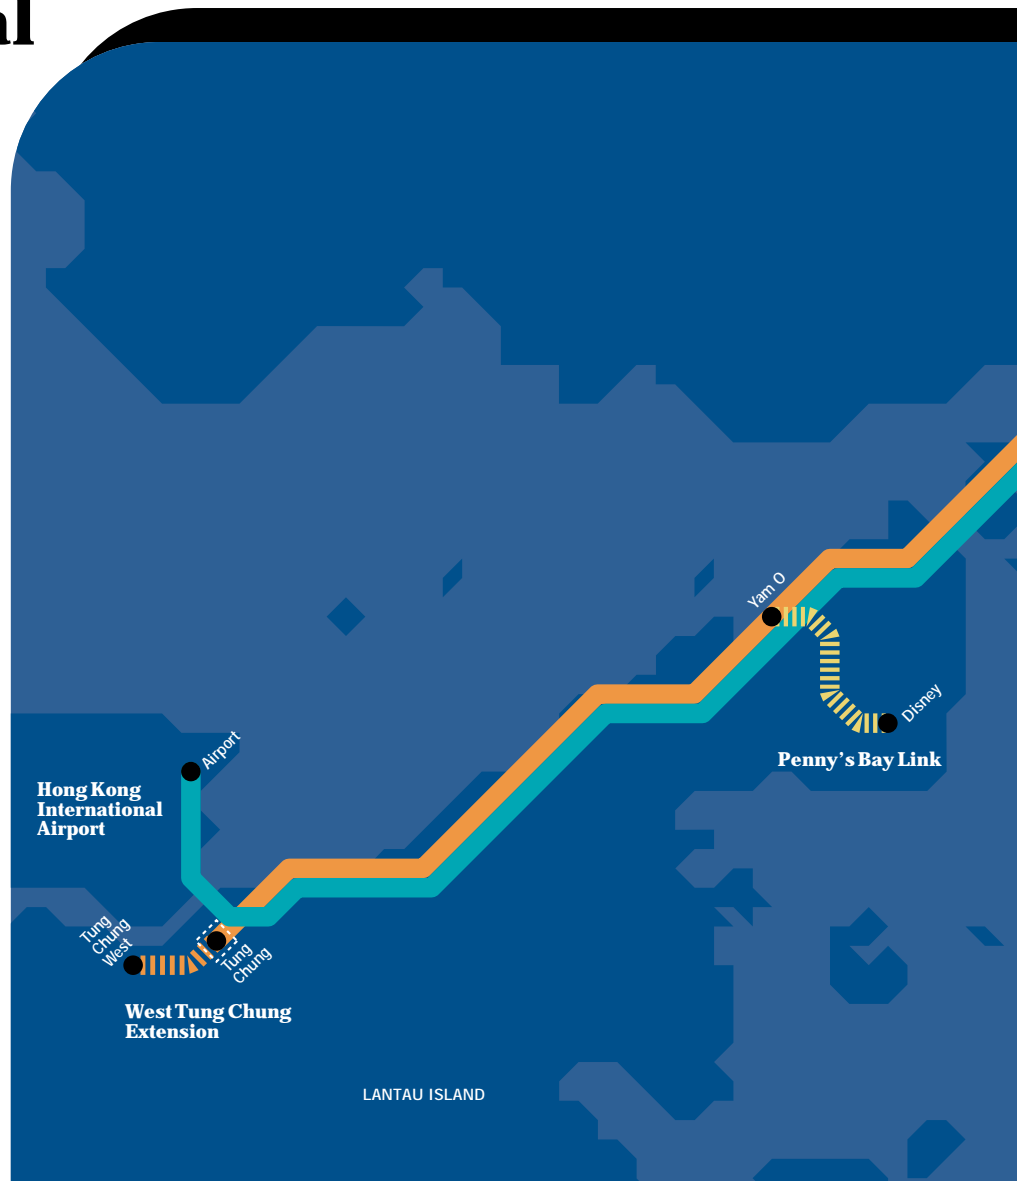 al
Yam O
Disney
Penny's Bay Link
Airport
Hong Kong
International
Airport
Tung
Chung
West
Tung
Chung
West Tung Chung
Extension
LANTAU ISLAND